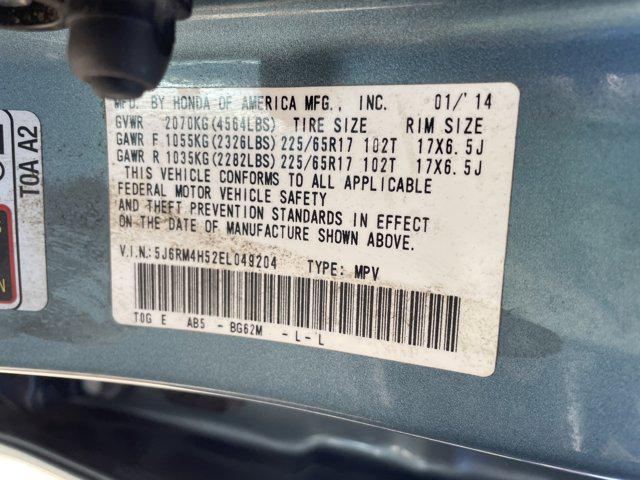 MFD. BY HONDA OF AMERICA MFG., INC. 01/'14
GVWR 2070KG(4564LBS) TIRE SIZE RIM SIZE
GAWR F 1055KG(2326LBS) 225/65R17 102T 17X6.5J
GAWR R 1035KG(2282LBS) 225/65R17 102T 17X6.5J
THIS VEHICLE CONFORMS TO ALL APPLICABLE
FEDERAL MOTOR VEHICLE SAFETY
AND THEFT PREVENTION STANDARDS IN EFFECT
ON THE DATE OF MANUFACTURE SHOWN ABOVE.
V.I.N.:5J6RM4H52EL049204 TYPE: MPV
TOG E AB5 - BG62M - L- L
TOA A2